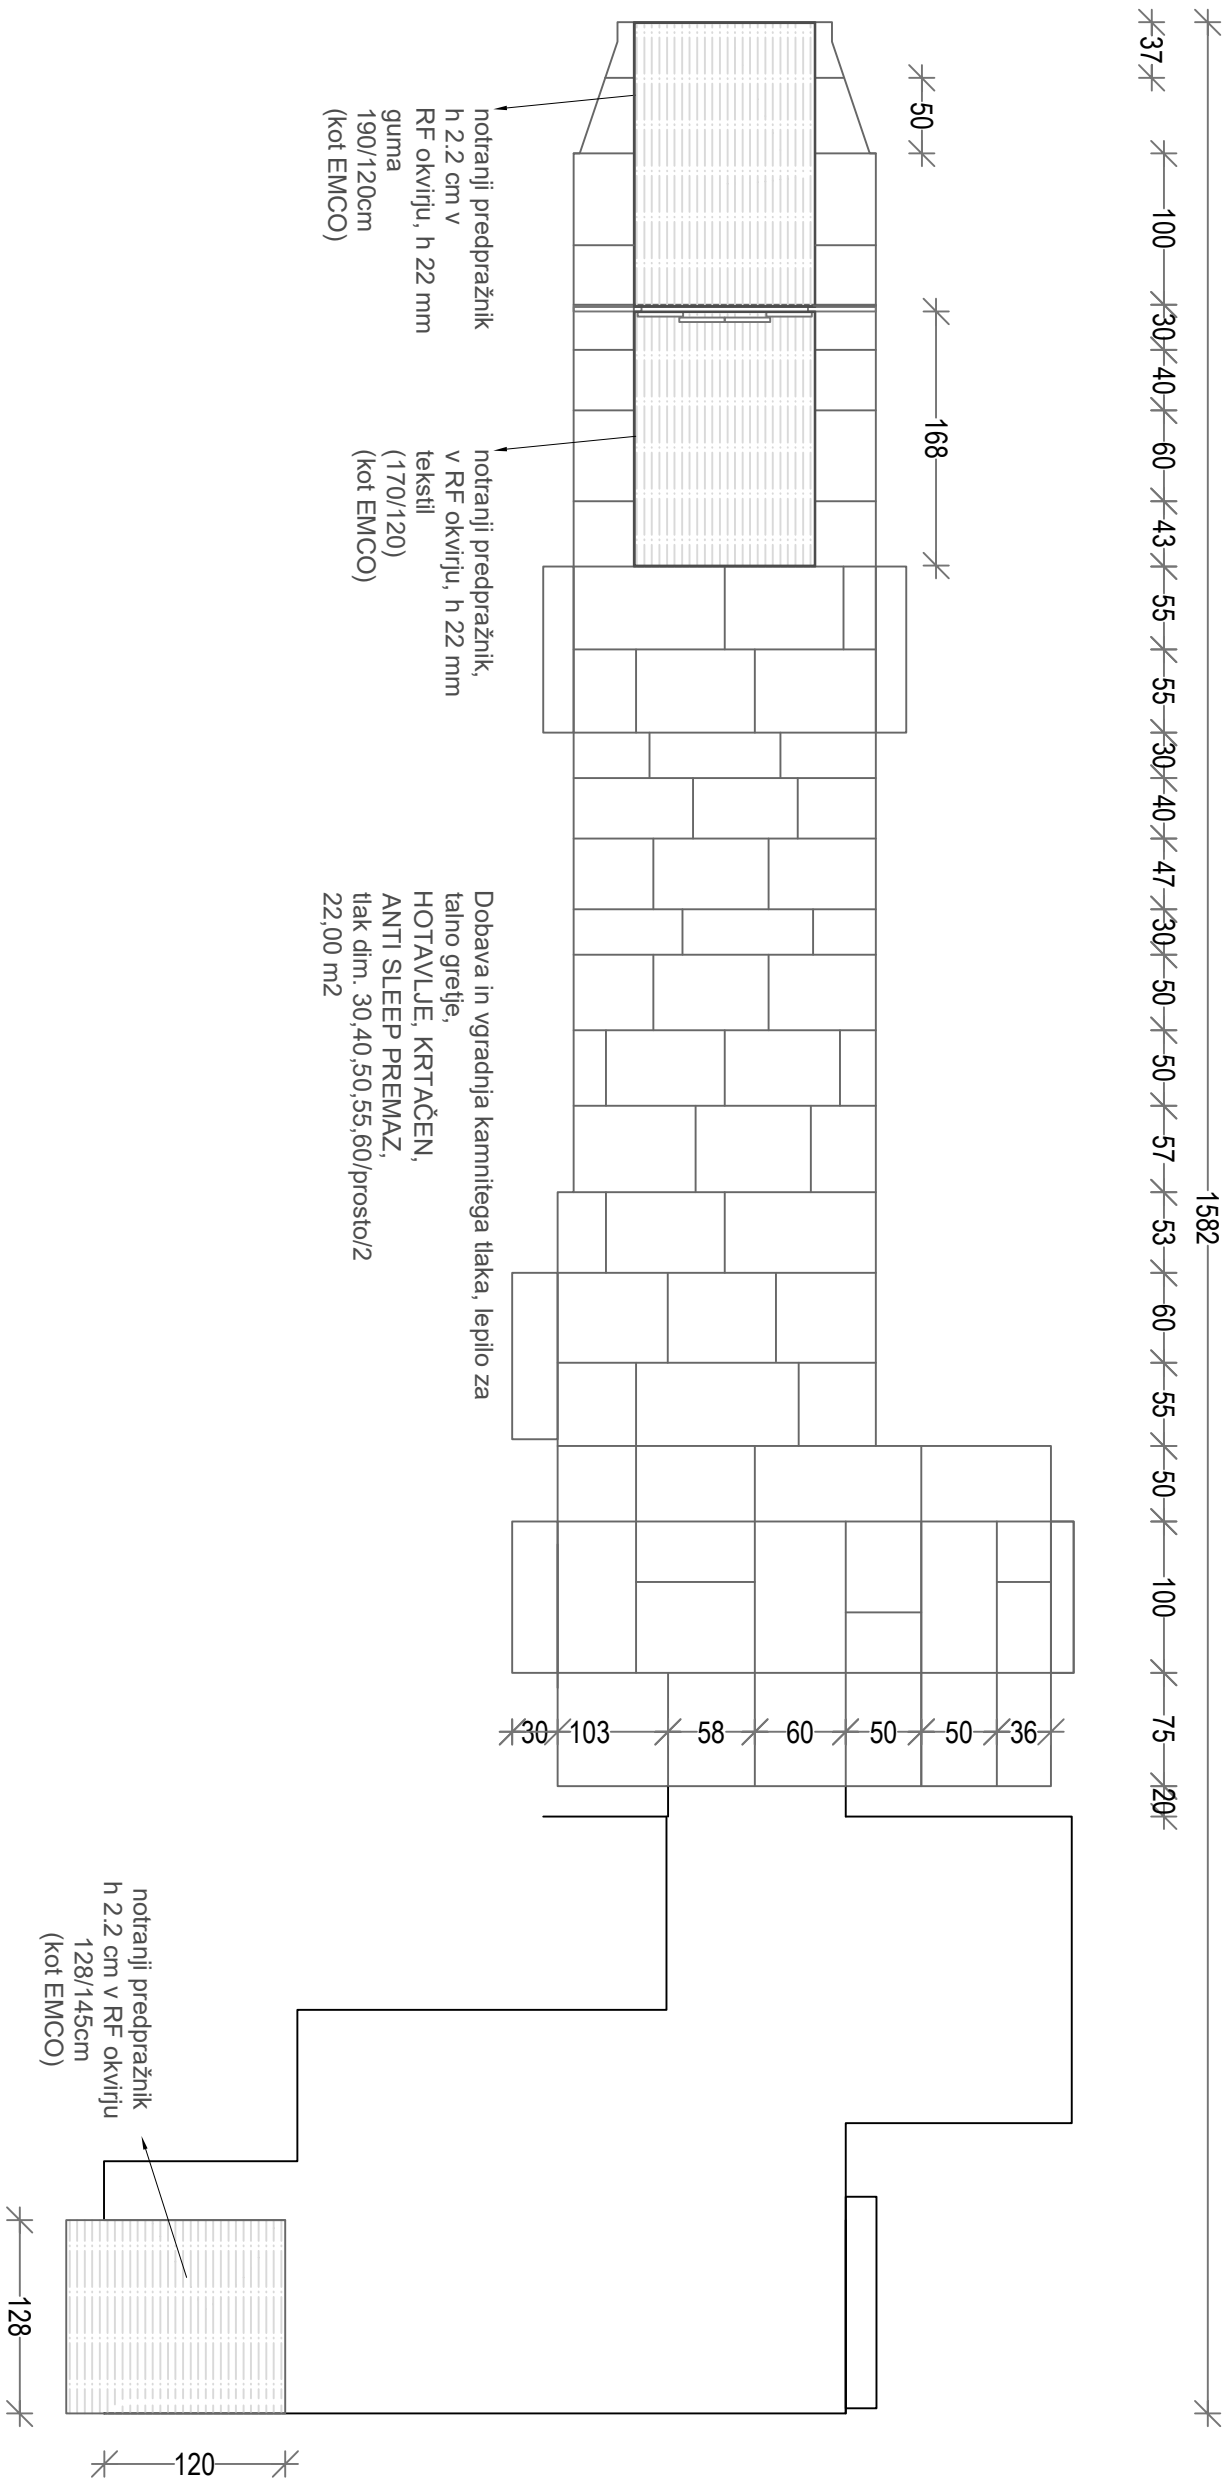 1582
37
100
30
40
60
43
55
55
30
40
47
30
50
50
57
53
60
55
50
100
75
20
50
168
notranji predpražnik
h 2.2 cm v
RF okvirju, h 22 mm
guma
190/120cm
(kot EMCO)
notranji predpražnik,
v RF okvirju, h 22 mm
tekstil
(170/120)
(kot EMCO)
Dobava in vgradnja kamnitega tlaka, lepilo za
talno gretje,
HOTAVLJE, KRTAČEN,
ANTI SLEEP PREMAZ,
tlak dim. 30,40,50,55,60/prosto/2
22,00 m2
30
103
58
60
50
50
36
notranji predpražnik
h 2.2 cm v RF okvirju
128/145cm
(kot EMCO)
128
120